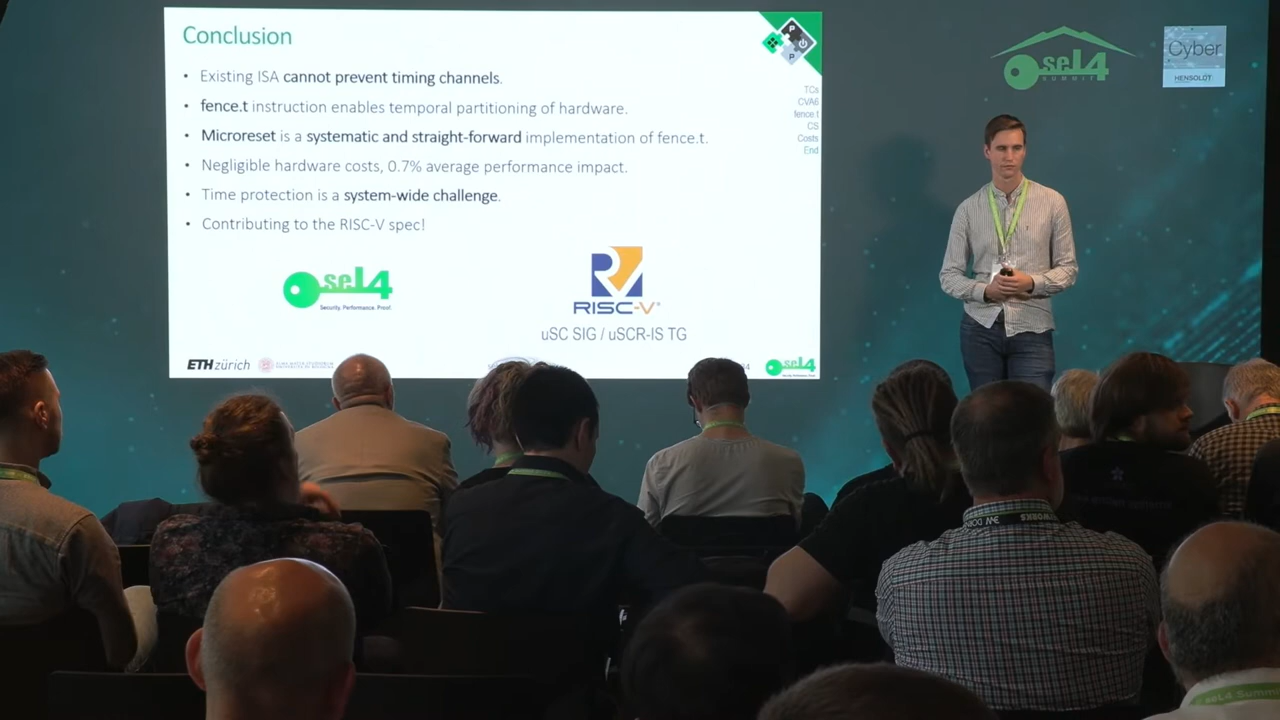 Conclusion
• Existing ISA cannot prevent timing channels.
• fence.t instruction enables temporal partitioning of hardware.
• Microreset is a systematic and straight-forward implementation of fence.t.
• Negligible hardware costs, 0.7% average performance impact.
• Time protection is a system-wide challenge.
• Contributing to the RISC-V spec!
P
P
TCs
CVA6
fence.t
CS
Costs
End
seL4
Security. Performance. Proof.
RISC-V®
uSC SIG / uSCR-IS TG
ETH zürich
seL4
seL4
SUMMIT
Cyber
HENSOLDT
seL4 Summit